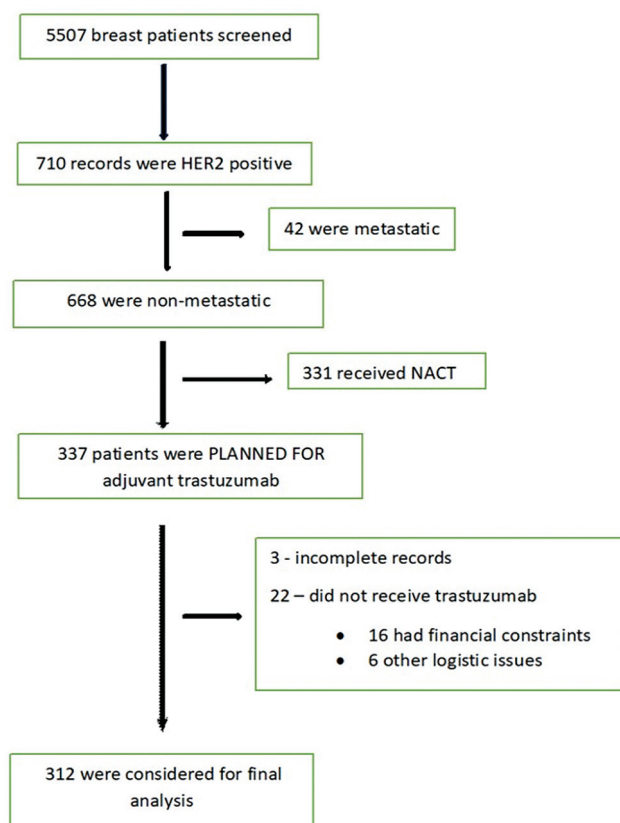 5507 breast patients screened
710 records were HER2 positive
42 were metastatic
668 were non-metastatic
331 received NACT
337 patients were PLANNED FOR
adjuvant trastuzumab
3 - incomplete records
22 – did not receive trastuzumab
● 16 had financial constraints
● 6 other logistic issues
312 were considered for final
analysis